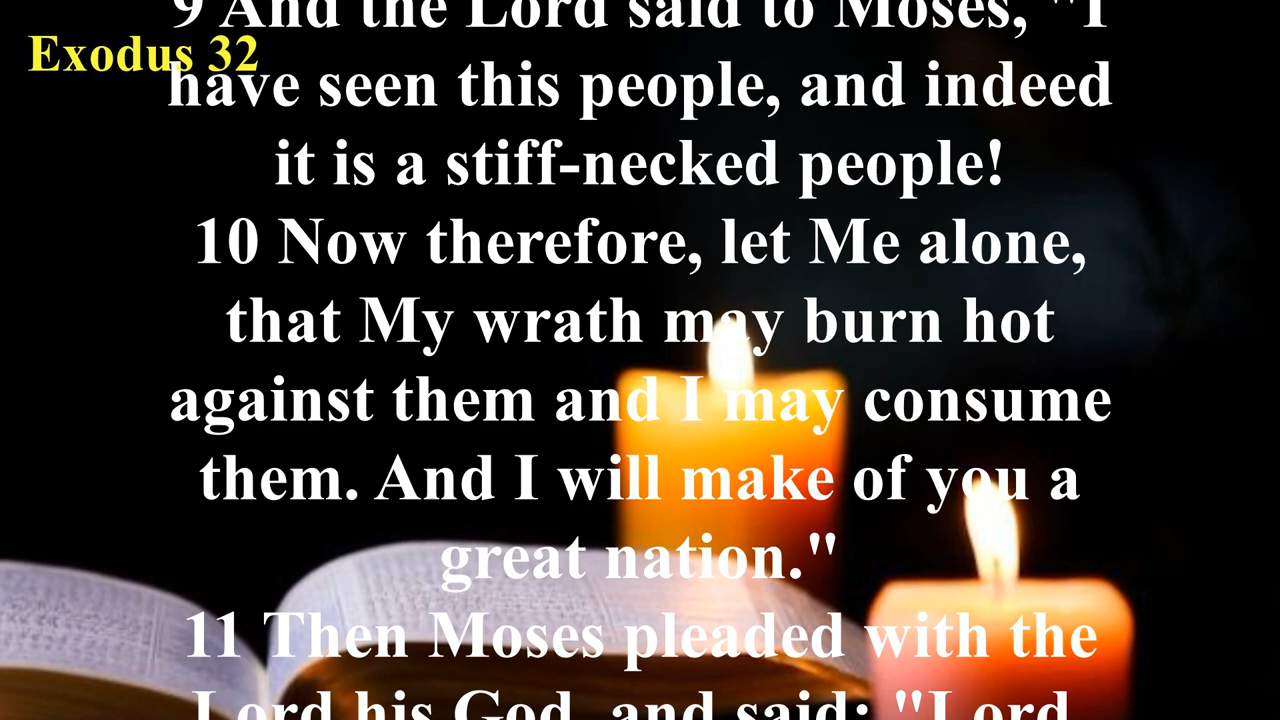 9 And the Lord said to Moses, "I
Exodus 32
have seen this people, and indeed
it is a stiff-necked people!
10 Now therefore, let Me alone,
that My wrath may burn hot
against them and I may consume
them. And I will make of you a
great nation."
11 Then Moses pleaded with the
Lord his God, and said: "Lord,